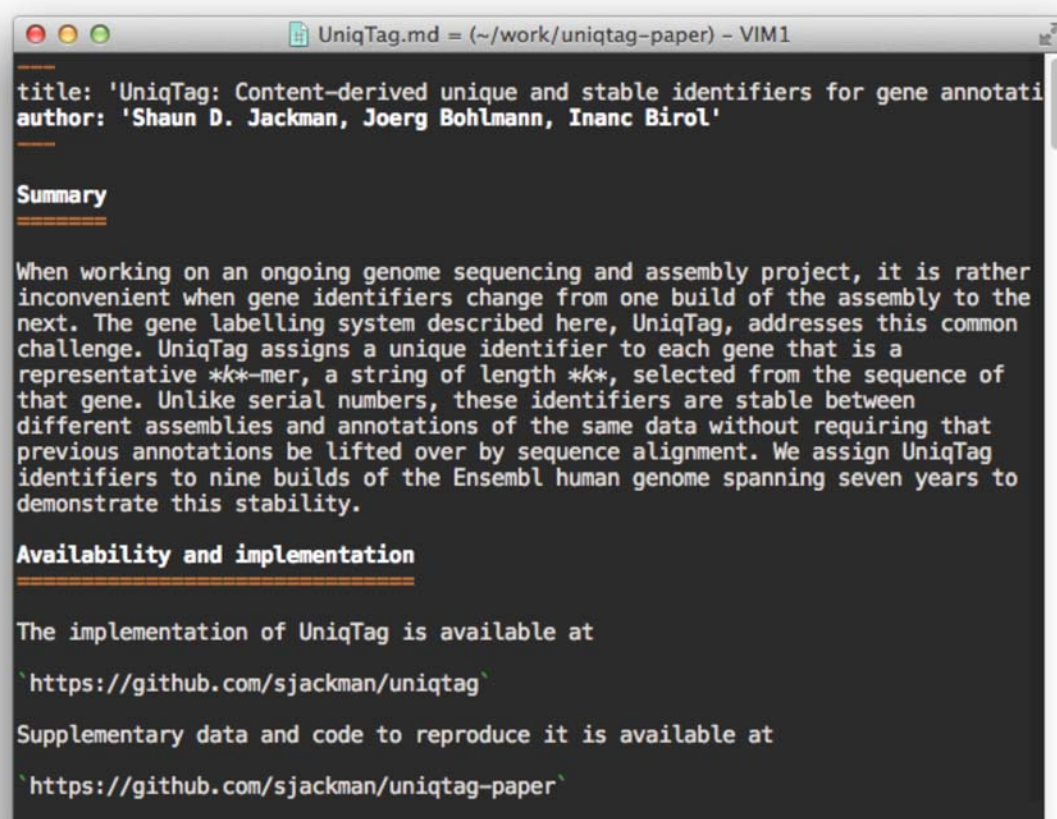 UniqTag.md = (~/work/uniqtag-paper) – VIM1
---
title: 'UniqTag: Content-derived unique and stable identifiers for gene annotati
author: 'Shaun D. Jackman, Joerg Bohlmann, Inanc Birol'
---
Summary
=======
When working on an ongoing genome sequencing and assembly project, it is rather
inconvenient when gene identifiers change from one build of the assembly to the
next. The gene labelling system described here, UniqTag, addresses this common
challenge. UniqTag assigns a unique identifier to each gene that is a
representative *k*-mer, a string of length *k*, selected from the sequence of
that gene. Unlike serial numbers, these identifiers are stable between
different assemblies and annotations of the same data without requiring that
previous annotations be lifted over by sequence alignment. We assign UniqTag
identifiers to nine builds of the Ensembl human genome spanning seven years to
demonstrate this stability.
Availability and implementation
===============================
The implementation of UniqTag is available at
`https://github.com/sjackman/uniqtag`
Supplementary data and code to reproduce it is available at
`https://github.com/sjackman/uniqtag-paper`